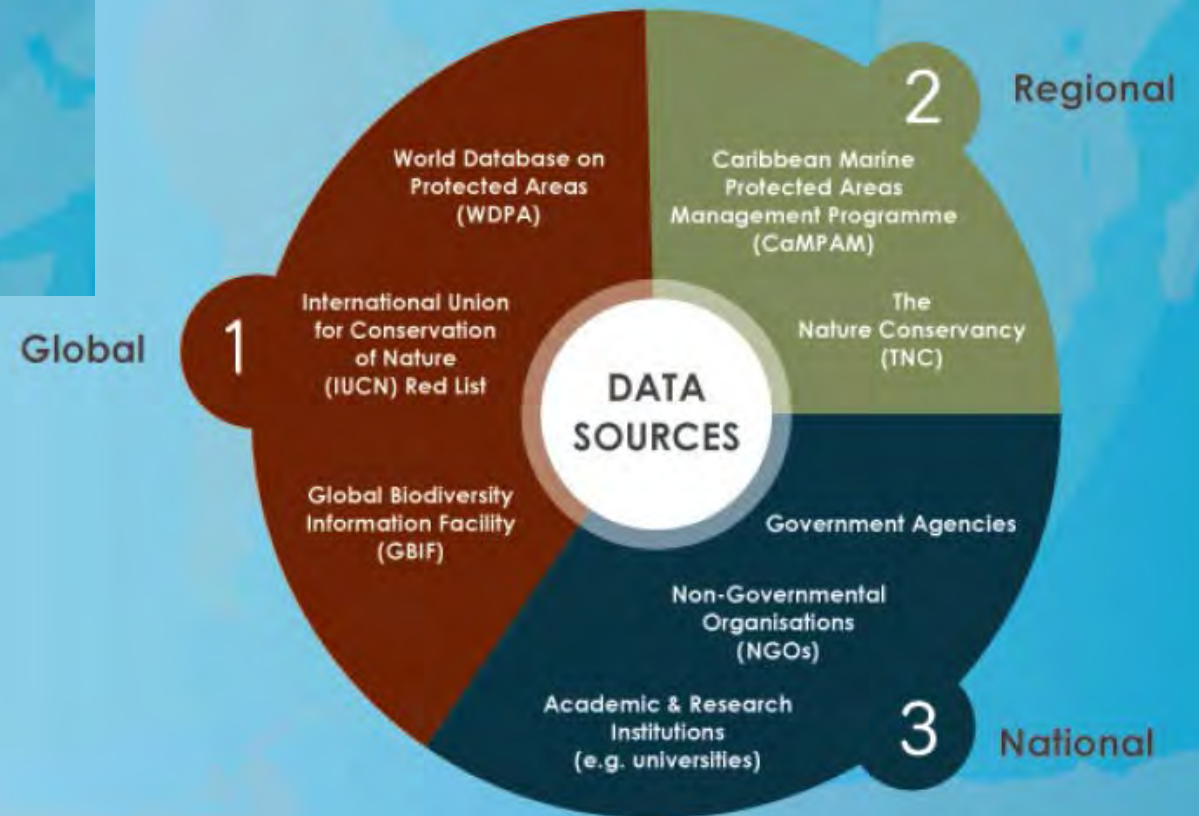 Global
1
World Database on
Protected Areas
(WDPA)
International Union
for Conservation
of Nature
(IUCN) Red List
Global Biodiversity
Information Facility
(GBIF)
DATA
SOURCES
2
Regional
Caribbean Marine
Protected Areas
Management Programme
(CaMPAM)
The
Nature Conservancy
(TNC)
Government Agencies
Non-Governmental
Organisations
(NGOs)
Academic & Research
Institutions
(e.g. universities)
3
National